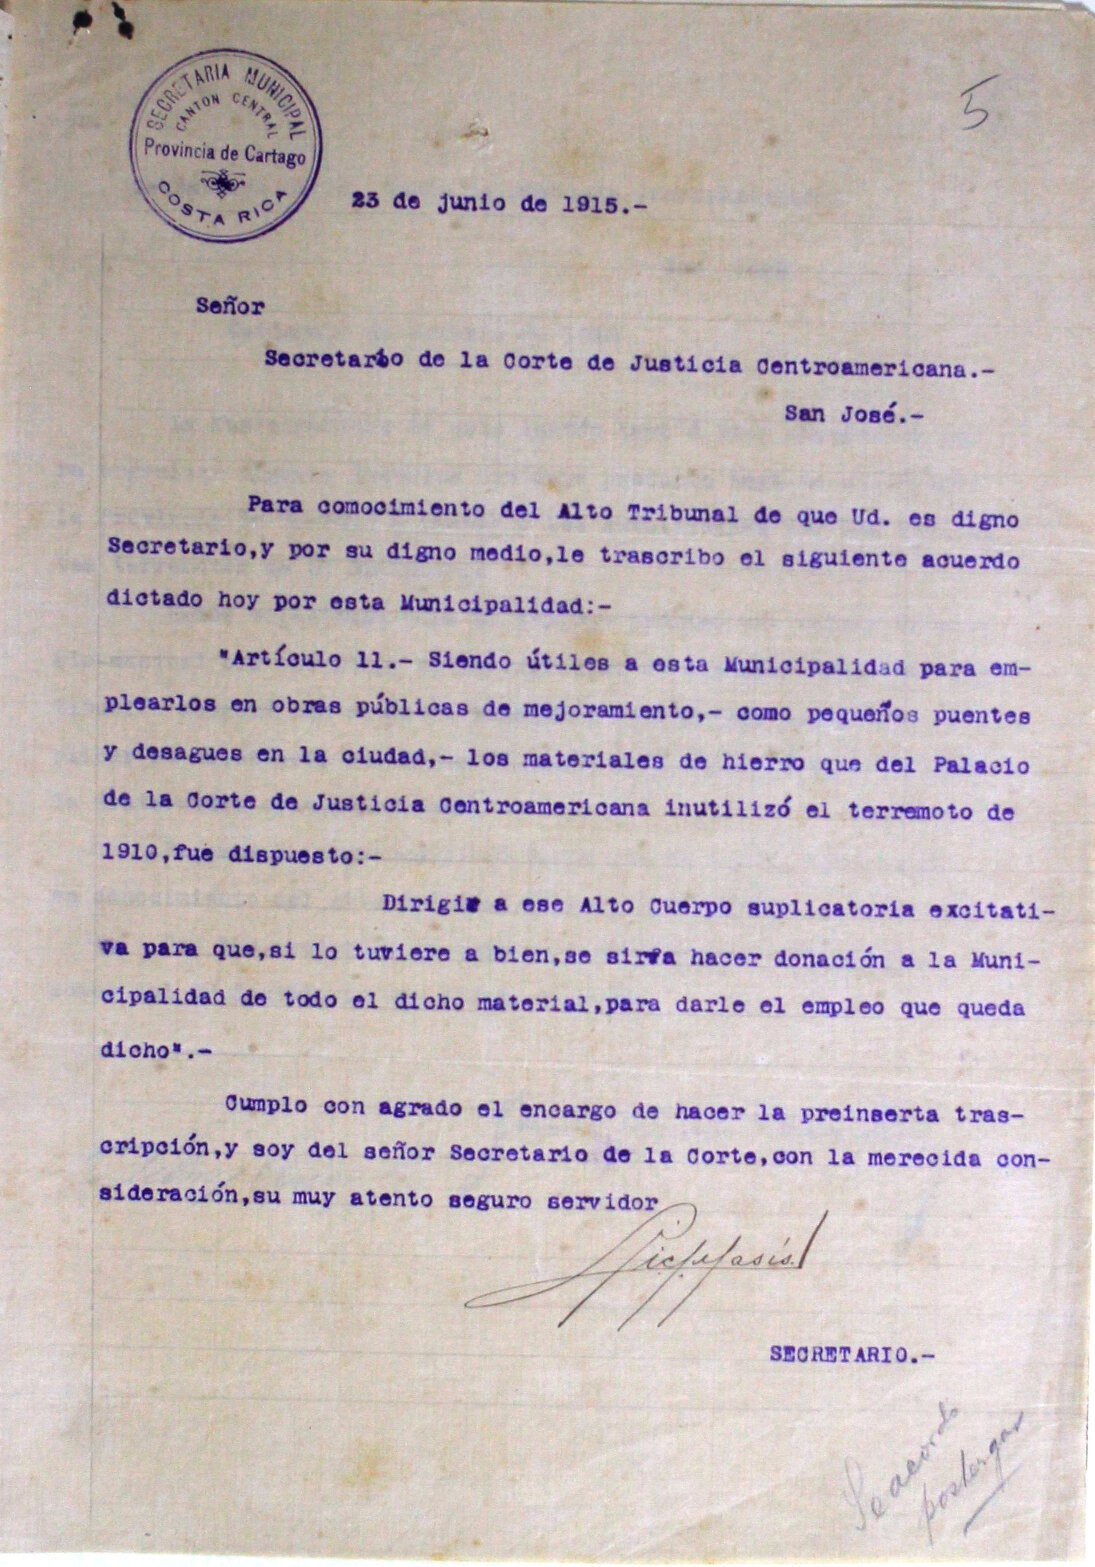 SECRETARIA MUNICIPAL
CANTON CENTRAL
Provincia de Cartago
COSTA RICA
5
23 de junio de 1915.-
Señor
Secretario de la Corte de Justicia Centroamericana.-
San José.-
Para comocimiento del Alto Tribunal de que Ud. es digno
Secretario,y por su digno medio,le trascribo el siguiente acuerdo
dictado hoy por esta Municipalidad:-
"Artículo 11.- Siendo útiles a esta Municipalidad para em-
plearlos en obras públicas de mejoramiento,- como pequeños puentes
y desagues en la ciudad,- los materiales de hierro que del Palacio
de la Corte de Justicia Centroamericana inutilizó el terremoto de
1910,fue dispuesto:-
Dirigir a ese Alto Cuerpo suplicatoria excitati-
va para que,si lo tuviere a bien,se sirva hacer donación a la Muni-
cipalidad de todo el dicho material,para darle el empleo que queda
dicho".-
Cumplo con agrado el encargo de hacer la preinserta tras-
cripción,y soy del señor Secretario de la Corte,con la merecida con-
sideración,su muy atento seguro servidor
SECRETARIO.-
Se acordó
postergar